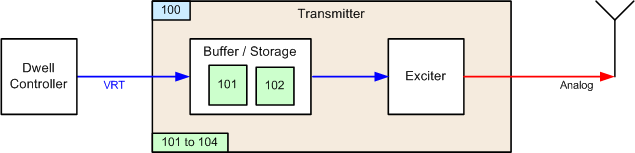 100
Transmitter
Dwell
Controller
VRT
Buffer / Storage
101
102
Exciter
Analog
101 to 104